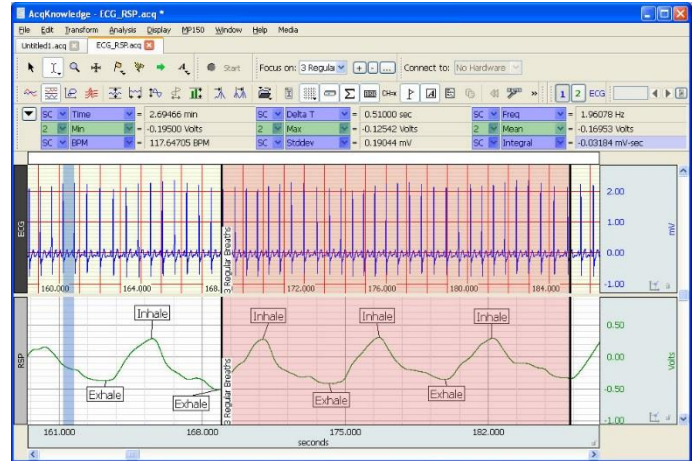 AcqKnowledge - ECG_RSP.acq *
File Edit Transform Analysis Display MP150 Window Help Media
Untitled1.acq ECG_RSP.acq
Start Focus on: 3 Regular + - ... Connect to: No Hardware
Σ CH# 1 2 ECG
SC Time = 2.69466 min SC Delta T = 0.51000 sec SC Freq = 1.96078 Hz
2 Min = -0.19500 Volts 2 Max = -0.12542 Volts 2 Mean = -0.16953 Volts
SC BPM = 117.64705 BPM SC Stddev = 0.19044 mV SC Integral = -0.03184 mV-sec
ECG
2.00
1.00
0.00
-1.00
mV
3 Regular Breaths
160.000 164.000 168. 172.000 176.000 180.000 184.000
RSP
Inhale Inhale Inhale Inhale
Exhale Exhale Exhale Exhale
3 Regular Breaths
0.50
0.00
-0.50
-1.00
Volts
161.000 168.000 175.000 182.000
seconds